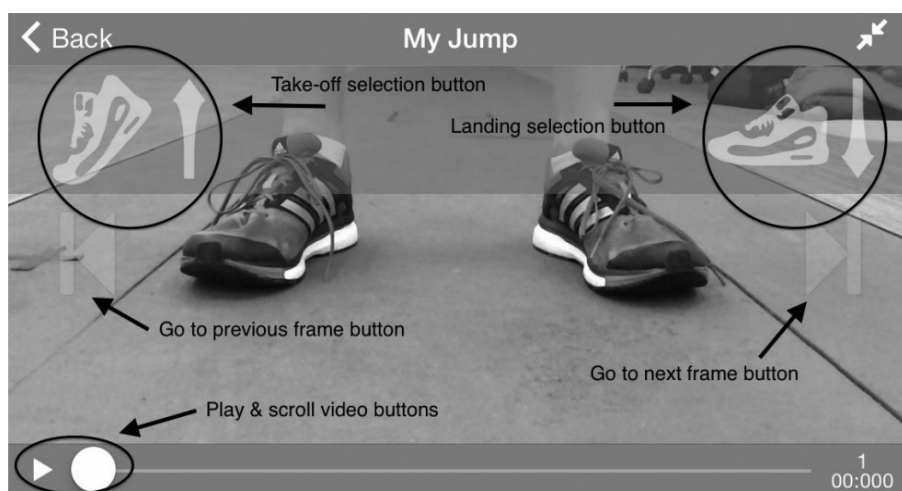 Back
My Jump
Take-off selection button
Landing selection button
Go to previous frame button
Go to next frame button
Play & scroll video buttons
1
00:000